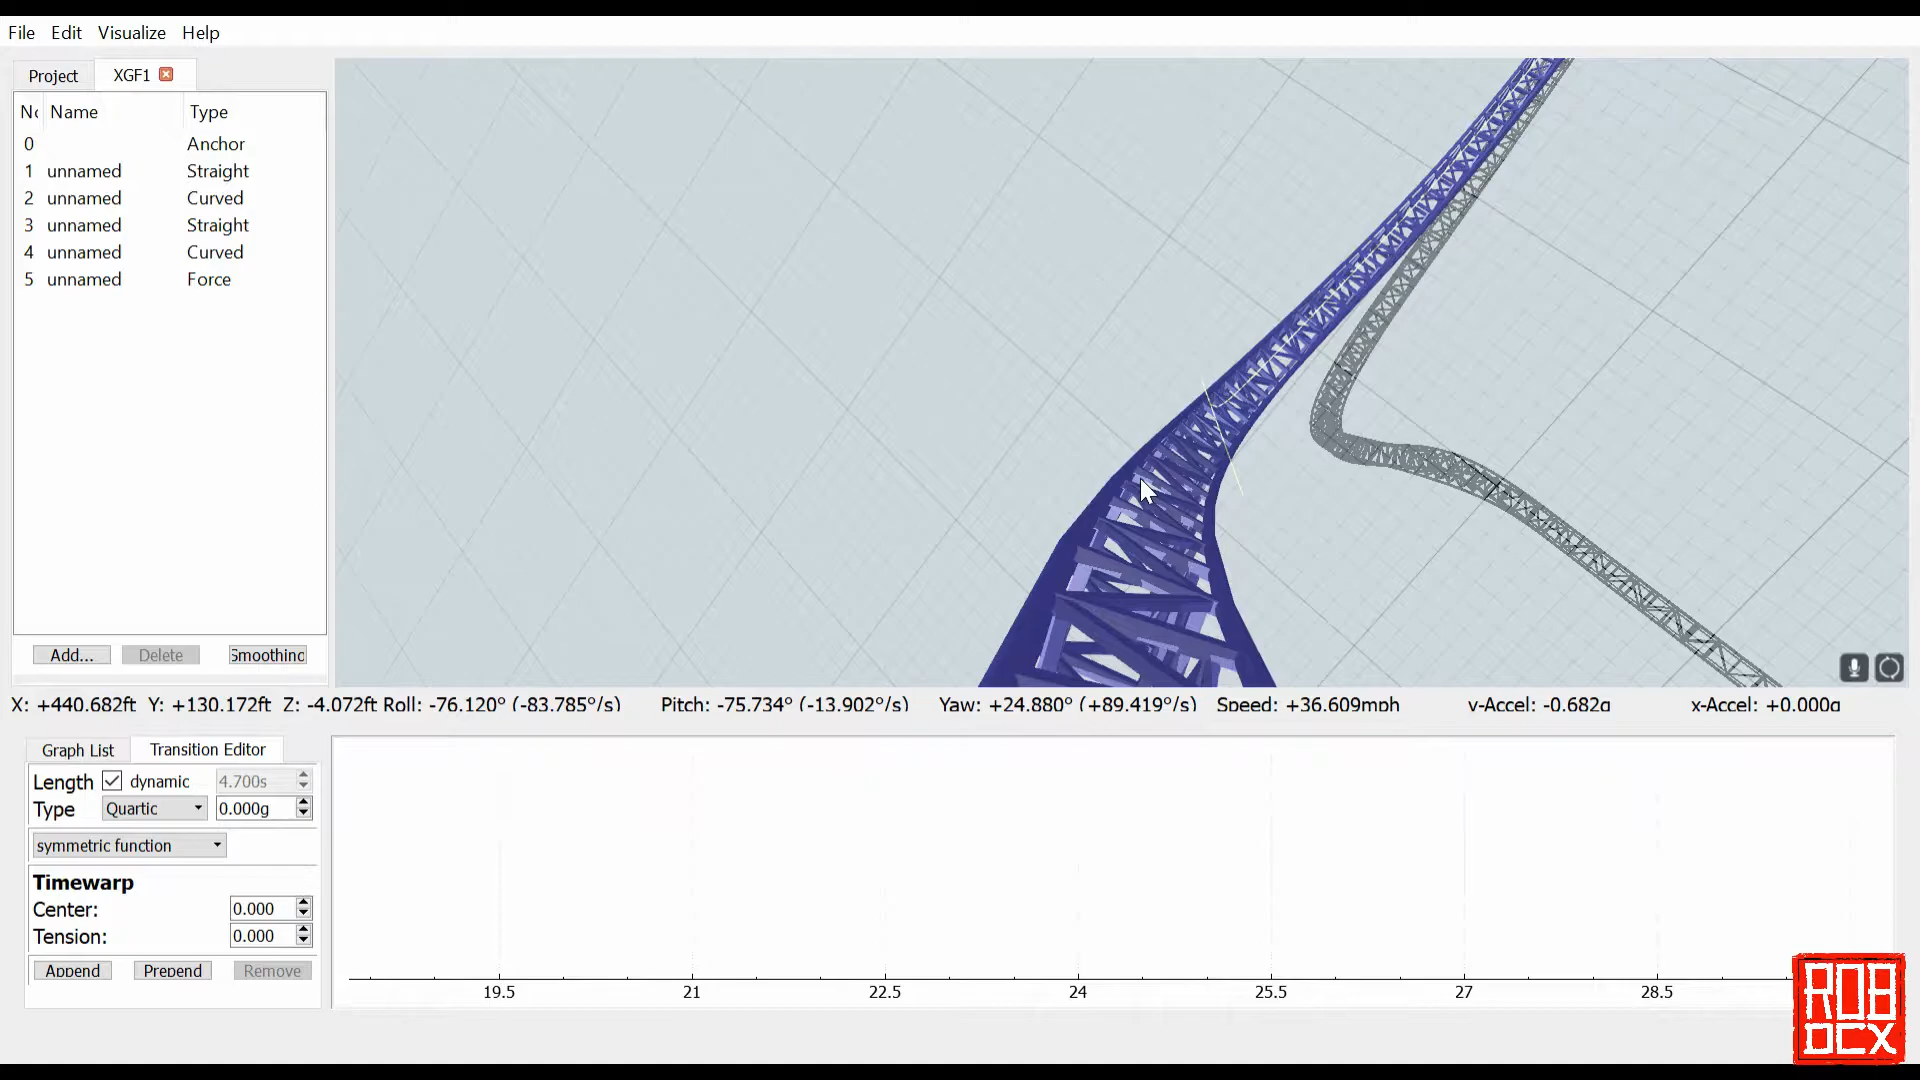 File Edit Visualize Help
Project XGF1
Nc Name Type
0 Anchor
1 unnamed Straight
2 unnamed Curved
3 unnamed Straight
4 unnamed Curved
5 unnamed Force
Add... Delete Smoothing
X: +440.682ft Y: +130.172ft Z: -4.072ft Roll: -76.120° (-83.785°/s) Pitch: -75.734° (-13.902°/s) Yaw: +24.880° (+89.419°/s) Speed: +36.609mph y-Accel: -0.682g x-Accel: +0.000g
Graph List Transition Editor
Length dynamic 4.700s
Type Quartic 0.000g
symmetric function
Timewarp
Center: 0.000
Tension: 0.000
Append Prepend Remove
19.5 21 22.5 24 25.5 27 28.5
ROB
OCX